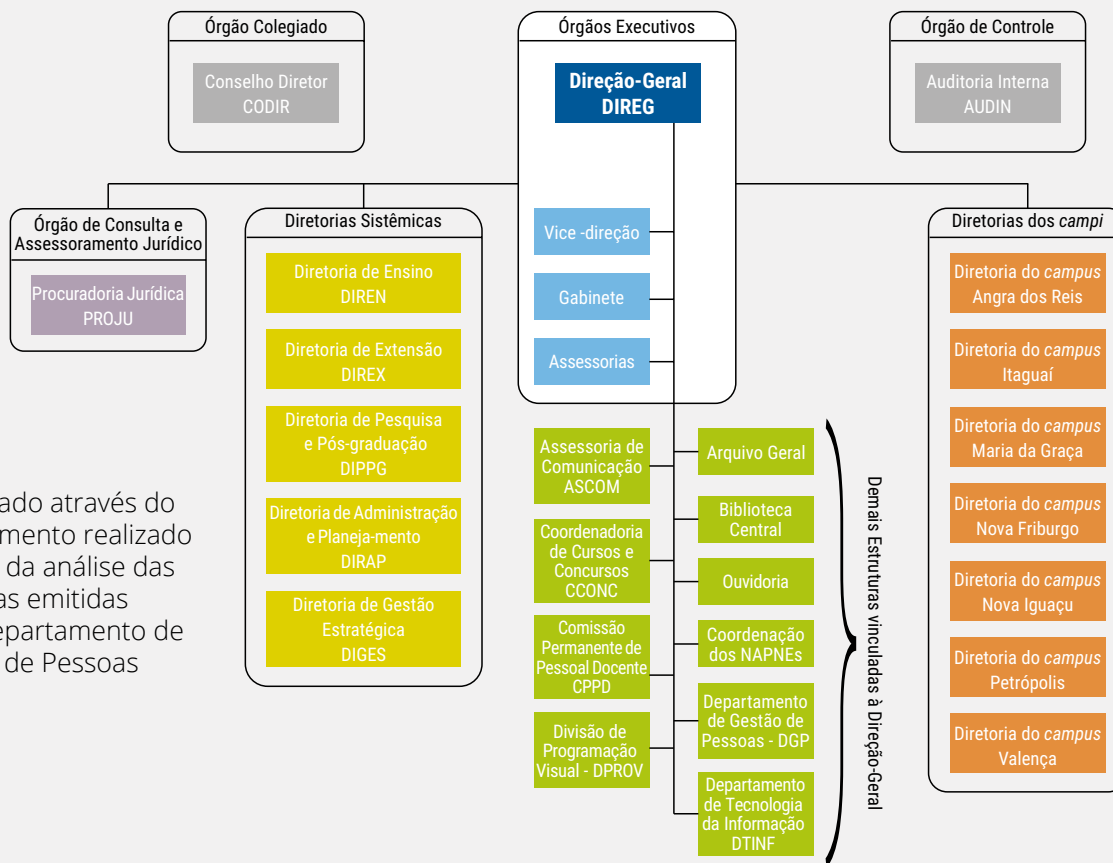 Órgão Colegiado
Conselho Diretor
CODIR
Órgãos Executivos
Direção-Geral
DIREG
Vice -direção
Gabinete
Assessorias
Órgão de Controle
Auditoria Interna
AUDIN
Órgão de Consulta e
Assessoramento Jurídico
Procuradoria Jurídica
PROJU
Diretorias Sistêmicas
Diretoria de Ensino
DIREN
Diretoria de Extensão
DIREX
Diretoria de Pesquisa
e Pós-graduação
DIPPG
Diretoria de Administração
e Planeja-mento
DIRAP
Diretoria de Gestão
Estratégica
DIGES
Assessoria de
Comunicação
ASCOM
Coordenadoria
de Cursos e
Concursos
CCONC
Comissão
Permanente de
Pessoal Docente
CPPD
Divisão de
Programação
Visual - DPROV
Arquivo Geral
Biblioteca
Central
Ouvidoria
Coordenação
dos NAPNEs
Departamento
de Gestão de
Pessoas - DGP
Departamento
de Tecnologia
da Informação
DTINF
Demais Estruturas vinculadas à Direção-Geral
Diretorias dos campi
Diretoria do campus
Angra dos Reis
Diretoria do campus
Itaguaí
Diretoria do campus
Maria da Graça
Diretoria do campus
Nova Friburgo
Diretoria do campus
Nova Iguaçu
Diretoria do campus
Petrópolis
Diretoria do campus
Valença
ado através do
mento realizado
da análise das
as emitidas
epartamento de
de Pessoas